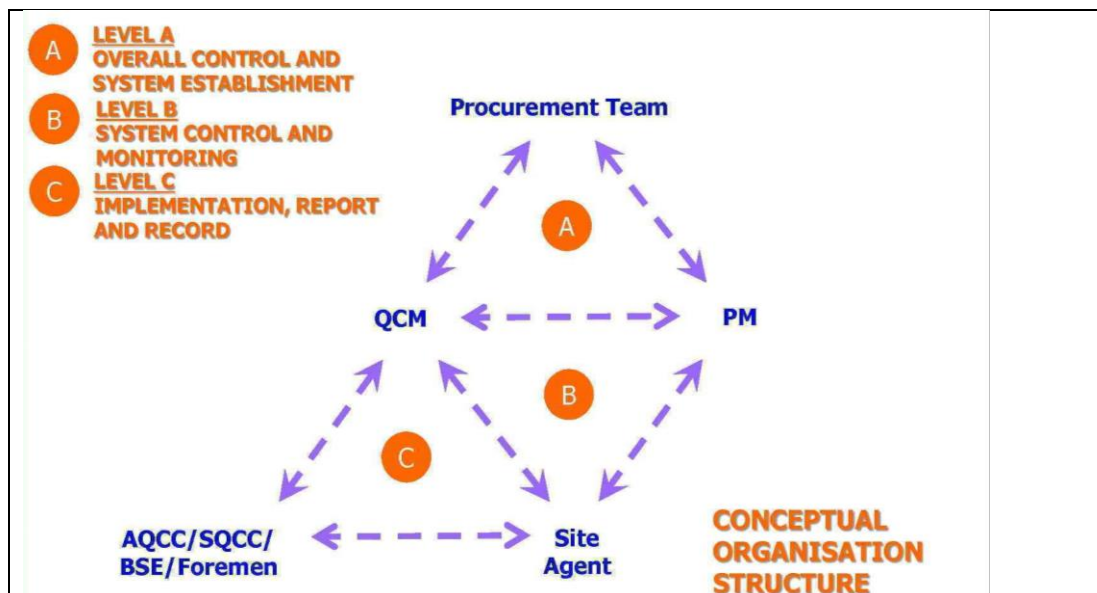 A
LEVEL A
OVERALL CONTROL AND
SYSTEM ESTABLISHMENT
B
LEVEL B
SYSTEM CONTROL AND
MONITORING
C
LEVEL C
IMPLEMENTATION, REPORT
AND RECORD
Procurement Team
A
QCM
PM
B
C
AQCC/SQCC/
BSE/Foremen
Site
Agent
CONCEPTUAL
ORGANISATION
STRUCTURE